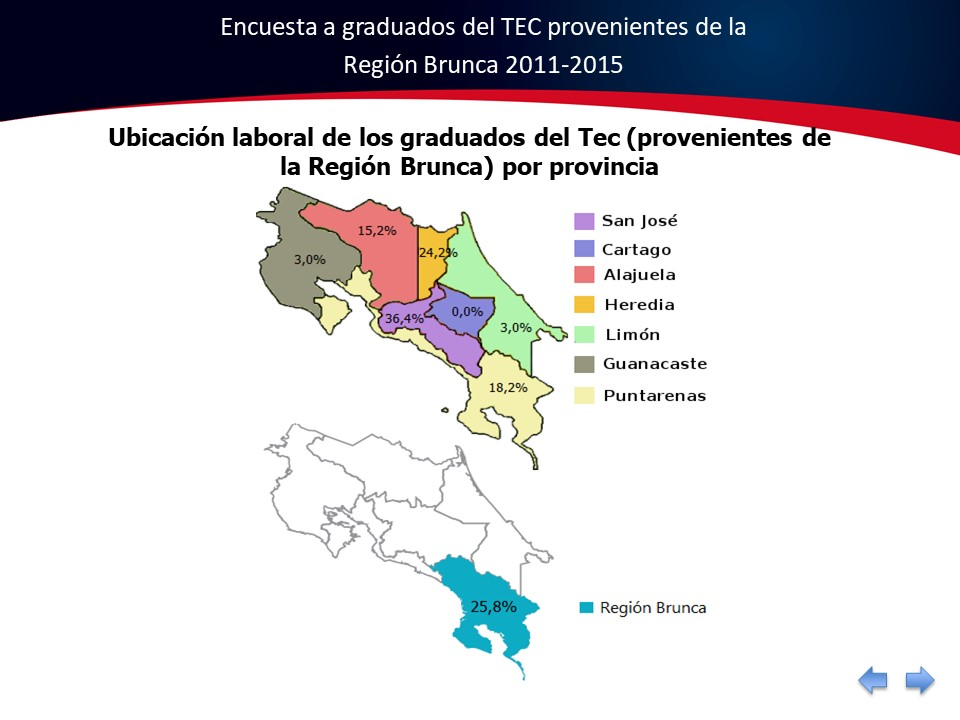 Encuesta a graduados del TEC provenientes de la
Región Brunca 2011-2015
Ubicación laboral de los graduados del Tec (provenientes de
la Región Brunca) por provincia
15,2%
24,2%
3,0%
36,4%
0,0%
3,0%
18,2%
San José
Cartago
Alajuela
Heredia
Limón
Guanacaste
Puntarenas
25,8%
Región Brunca